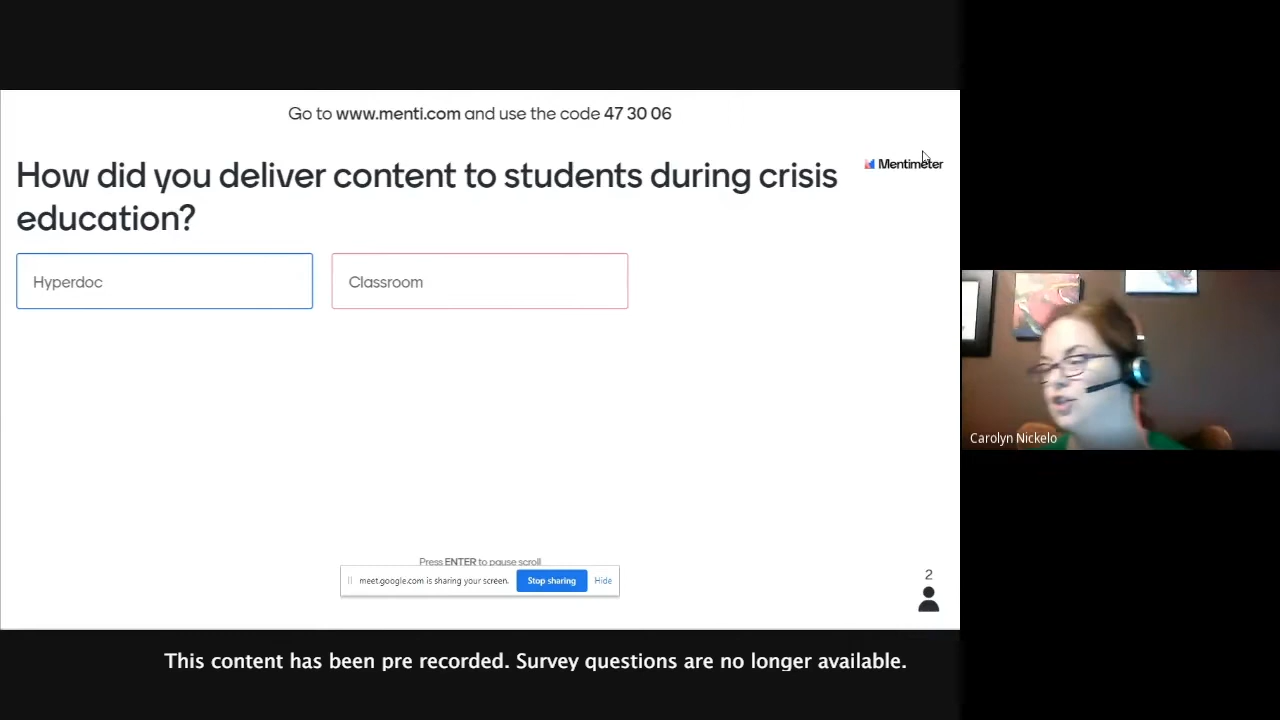 Go to www.menti.com and use the code 47 30 06
Mentimeter
How did you deliver content to students during crisis
education?
Hyperdoc
Classroom
Carolyn Nickelo
Press ENTER to pause scroll
meet.google.com is sharing your screen.
Stop sharing
Hide
2
This content has been pre recorded. Survey questions are no longer available.